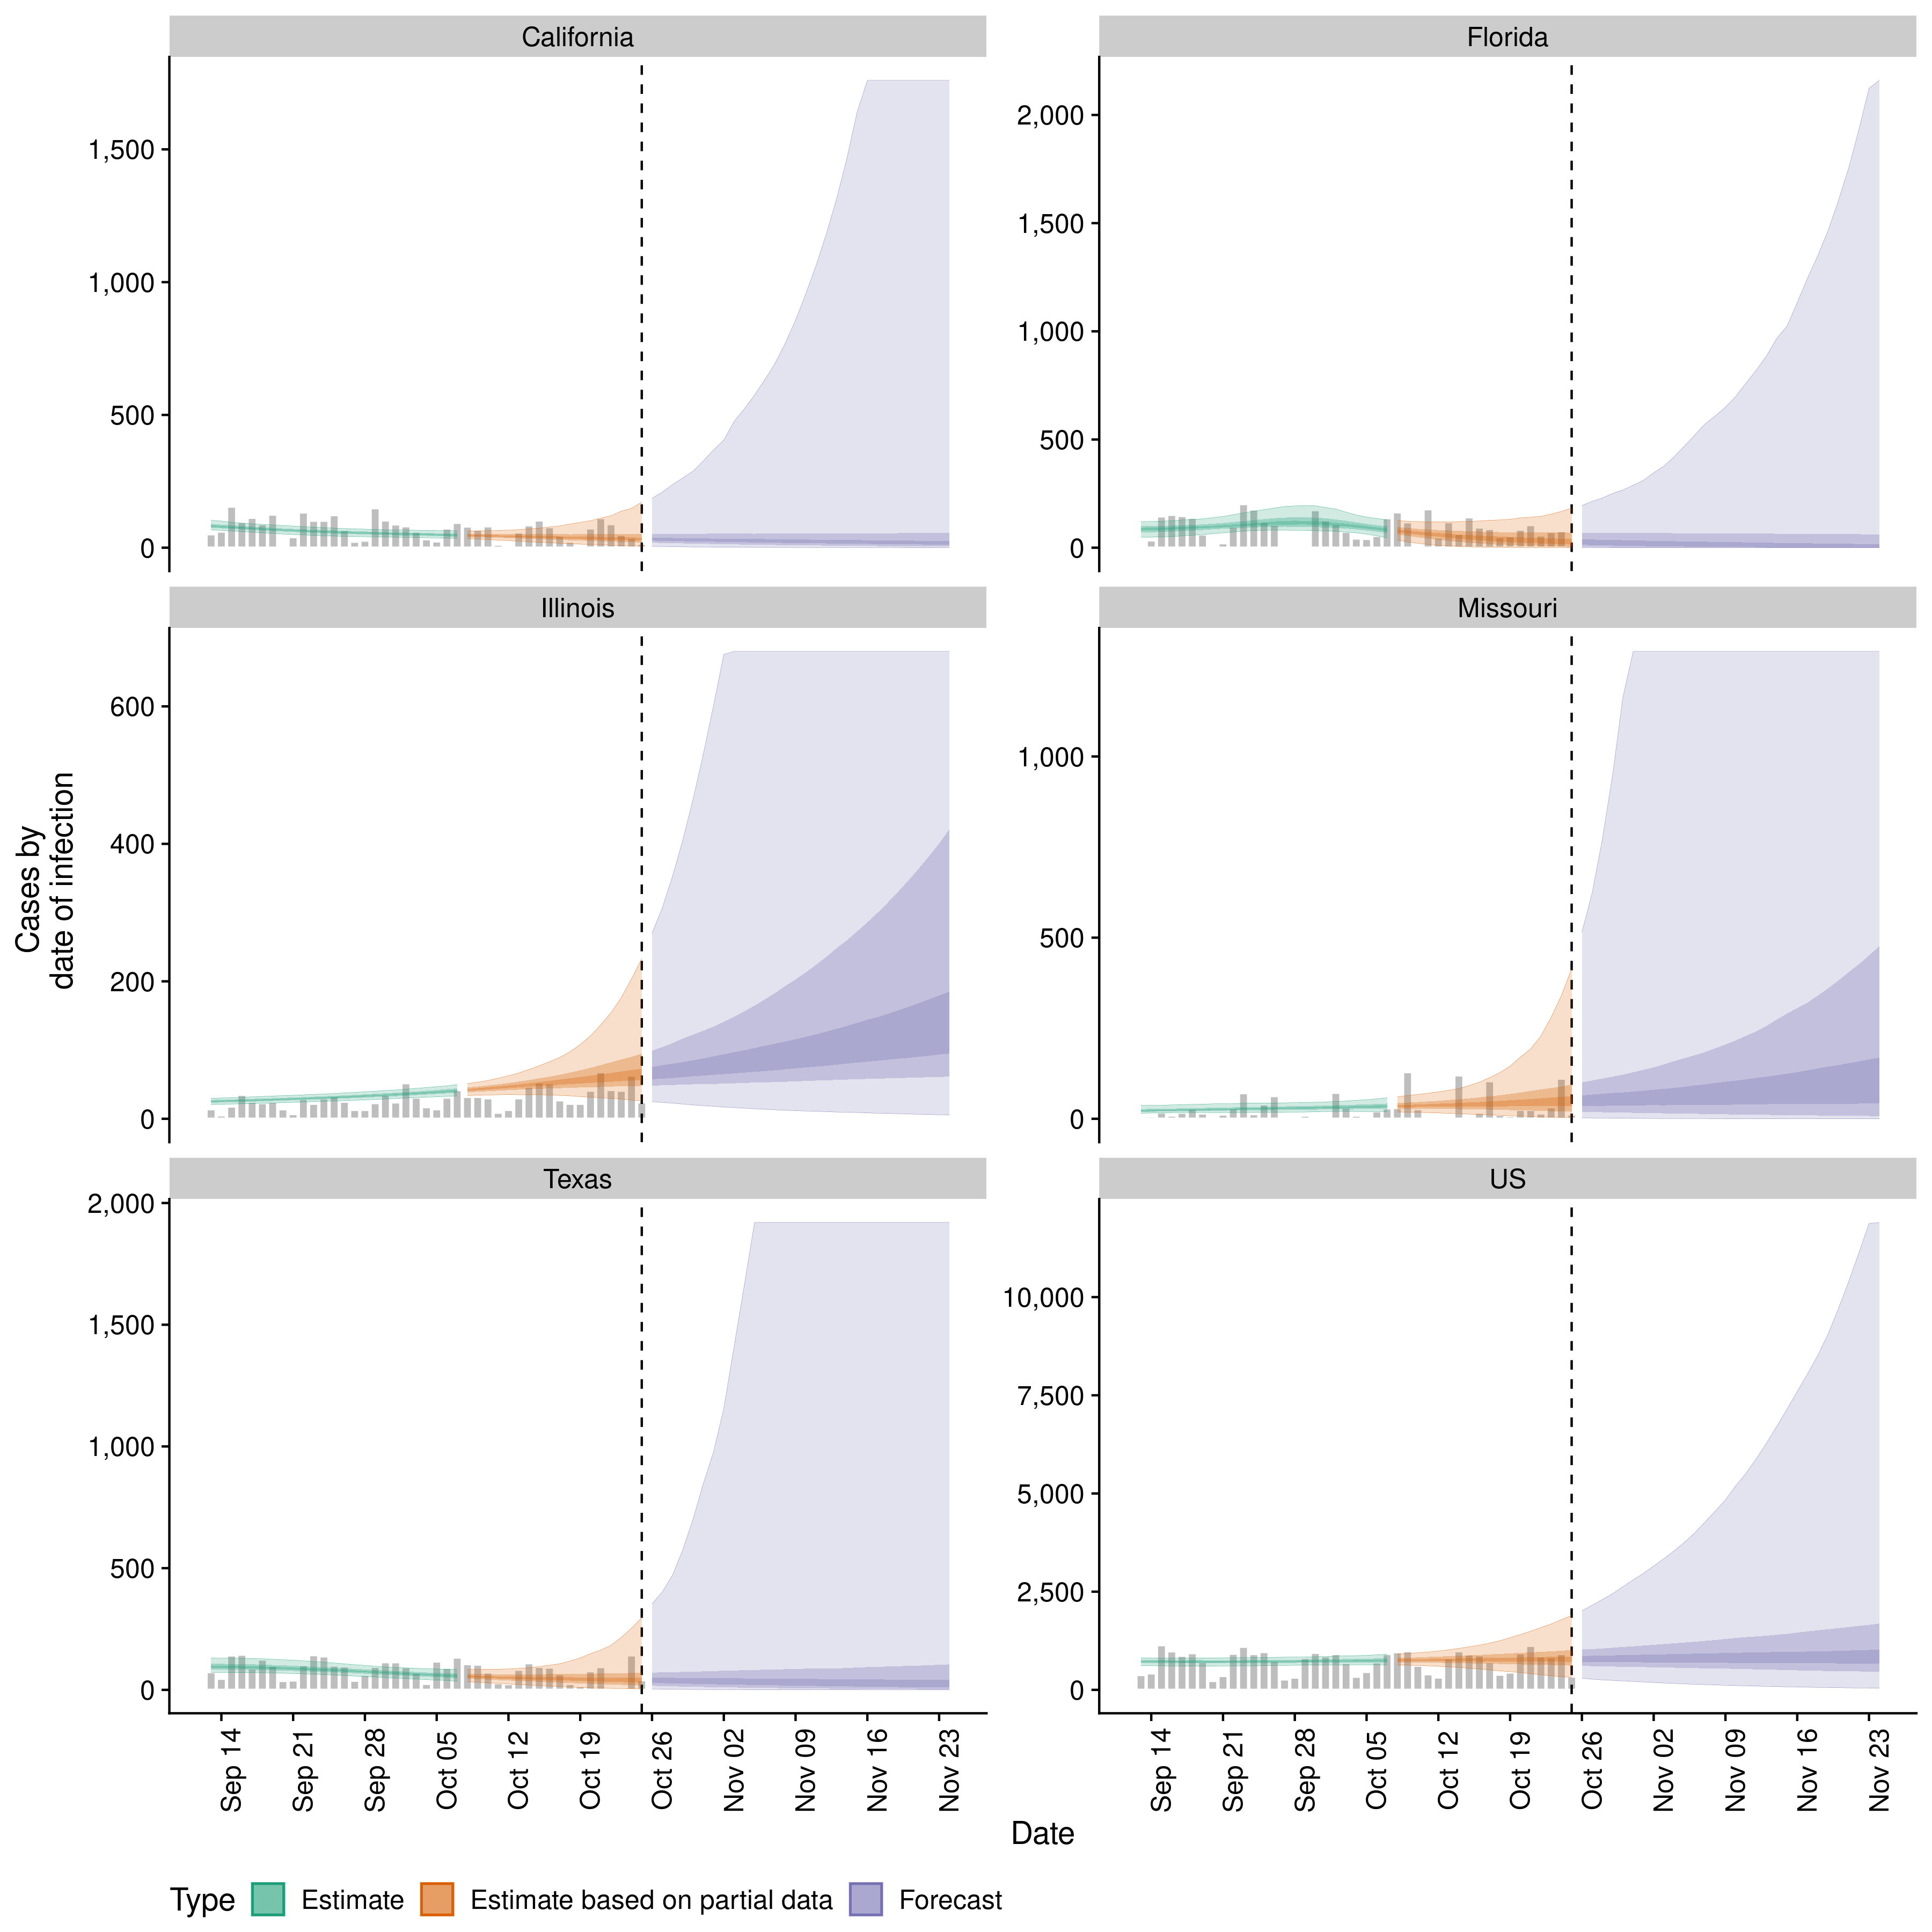 California
Florida
1,500
1,000
500
0
2,000
1,500
1,000
500
0
Illinois
Missouri
600
400
200
0
1,000
500
0
Texas
US
2,000
1,500
1,000
500
0
10,000
7,500
5,000
2,500
0
Cases by
date of infection
Sep 14
Sep 21
Sep 28
Oct 05
Oct 12
Oct 19
Oct 26
Nov 02
Nov 09
Nov 16
Nov 23
Sep 14
Sep 21
Sep 28
Oct 05
Oct 12
Oct 19
Oct 26
Nov 02
Nov 09
Nov 16
Nov 23
Date
Type Estimate Estimate based on partial data Forecast